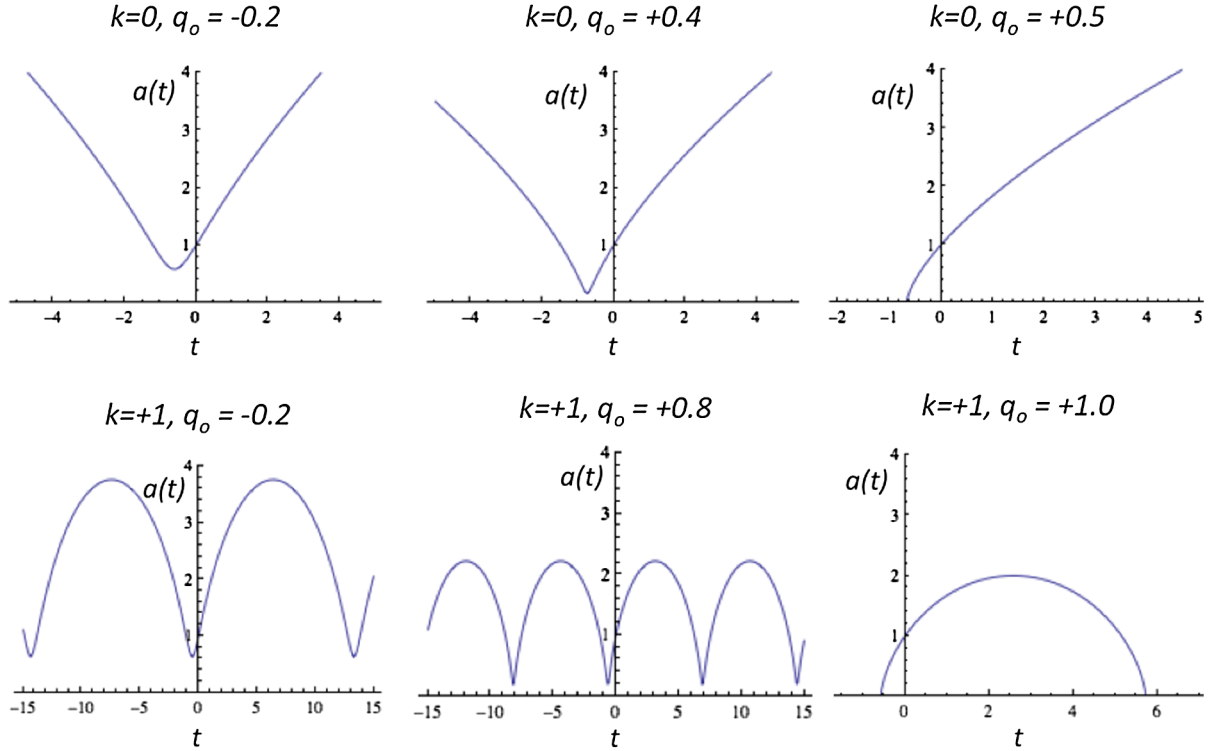 k=0, qo = -0.2
k=0, qo = +0.4
k=0, qo = +0.5
4
a(t)
3
2
1
−4 −2 0 2 4
t
4
a(t)
3
2
1
−4 −2 0 2 4
t
4
a(t)
3
2
1
−2 −1 0 1 2 3 4 5
t
k=+1, qo = -0.2
k=+1, qo = +0.8
k=+1, qo = +1.0
4
a(t)
3
2
1
−15 −10 −5 0 5 10 15
t
4
a(t)
3
2
1
−15 −10 −5 0 5 10 15
t
4
a(t)
3
2
1
0 2 4 6
t